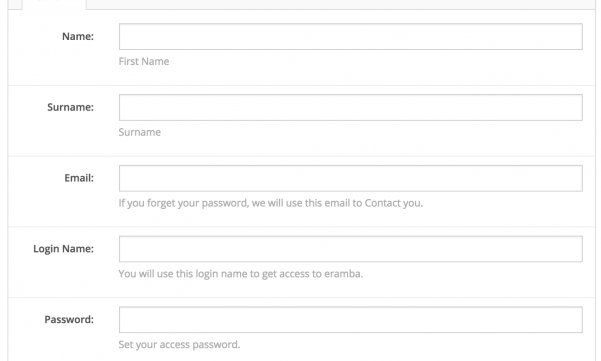 Name:
First Name
Surname:
Surname
Email:
If you forget your password, we will use this email to Contact you.
Login Name:
You will use this login name to get access to eramba.
Password:
Set your access password.